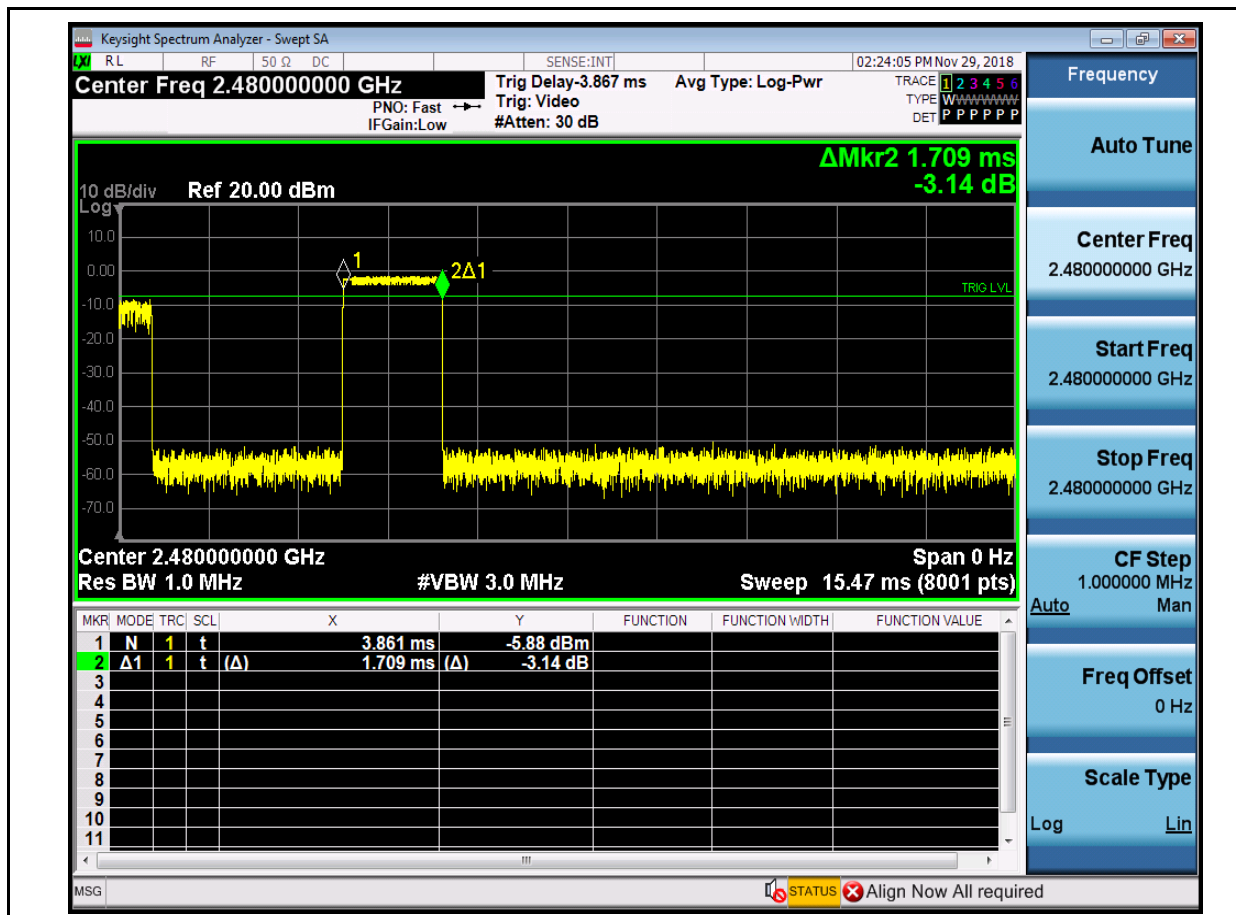 Keysight Spectrum Analyzer - Swept SA
LXI RL RF 50 Ω DC SENSE:INT 02:24:05 PM Nov 29, 2018
Center Freq 2.480000000 GHz
PNO: Fast
IFGain:Low
Trig Delay-3.867 ms
Trig: Video
#Atten: 30 dB
Avg Type: Log-Pwr
TRACE 1 2 3 4 5 6
TYPE WWWWWW
DET P P P P P P
ΔMkr2 1.709 ms
-3.14 dB
10 dB/div Ref 20.00 dBm
Log
10.0
0.00
-10.0
-20.0
-30.0
-40.0
-50.0
-60.0
-70.0
1
2Δ1
TRIG LVL
Center 2.480000000 GHz Span 0 Hz
Res BW 1.0 MHz #VBW 3.0 MHz Sweep 15.47 ms (8001 pts)
MKR MODE TRC SCL X Y FUNCTION FUNCTION WIDTH FUNCTION VALUE
1 N 1 t 3.861 ms -5.88 dBm
2 Δ1 1 t (Δ) 1.709 ms (Δ) -3.14 dB
3
4
5
6
7
8
9
10
11
MSG STATUS Align Now All required
Frequency
Auto Tune
Center Freq
2.480000000 GHz
Start Freq
2.480000000 GHz
Stop Freq
2.480000000 GHz
CF Step
1.000000 MHz
Auto Man
Freq Offset
0 Hz
Scale Type
Log Lin